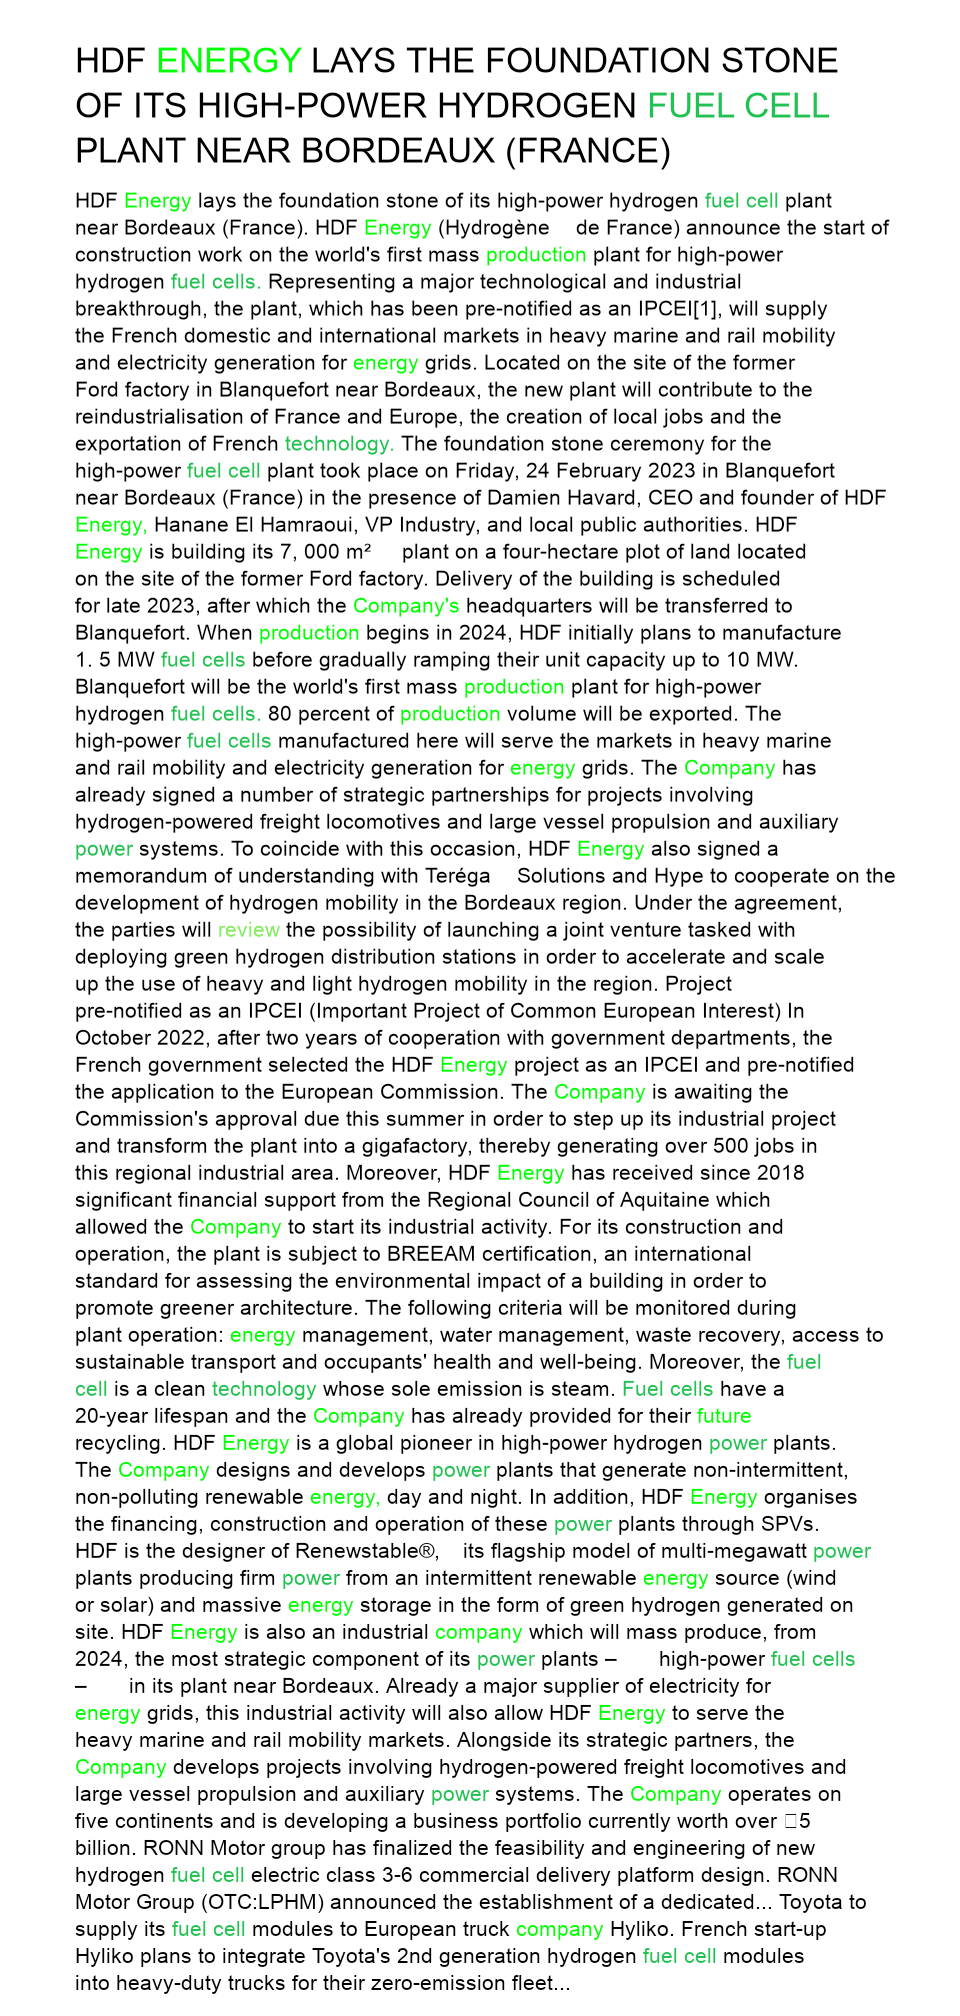 HDF ENERGY LAYS THE FOUNDATION STONE
OF ITS HIGH-POWER HYDROGEN FUEL CELL
PLANT NEAR BORDEAUX (FRANCE)
HDF Energy lays the foundation stone of its high-power hydrogen fuel cell plant
near Bordeaux (France). HDF Energy (Hydrogène de France) announce the start of
construction work on the world's first mass production plant for high-power
hydrogen fuel cells. Representing a major technological and industrial
breakthrough, the plant, which has been pre-notified as an IPCEI[1], will supply
the French domestic and international markets in heavy marine and rail mobility
and electricity generation for energy grids. Located on the site of the former
Ford factory in Blanquefort near Bordeaux, the new plant will contribute to the
reindustrialisation of France and Europe, the creation of local jobs and the
exportation of French technology. The foundation stone ceremony for the
high-power fuel cell plant took place on Friday, 24 February 2023 in Blanquefort
near Bordeaux (France) in the presence of Damien Havard, CEO and founder of HDF
Energy, Hanane El Hamraoui, VP Industry, and local public authorities. HDF
Energy is building its 7, 000 m² plant on a four-hectare plot of land located
on the site of the former Ford factory. Delivery of the building is scheduled
for late 2023, after which the Company's headquarters will be transferred to
Blanquefort. When production begins in 2024, HDF initially plans to manufacture
1. 5 MW fuel cells before gradually ramping their unit capacity up to 10 MW.
Blanquefort will be the world's first mass production plant for high-power
hydrogen fuel cells. 80 percent of production volume will be exported. The
high-power fuel cells manufactured here will serve the markets in heavy marine
and rail mobility and electricity generation for energy grids. The Company has
already signed a number of strategic partnerships for projects involving
hydrogen-powered freight locomotives and large vessel propulsion and auxiliary
power systems. To coincide with this occasion, HDF Energy also signed a
memorandum of understanding with Teréga Solutions and Hype to cooperate on the
development of hydrogen mobility in the Bordeaux region. Under the agreement,
the parties will review the possibility of launching a joint venture tasked with
deploying green hydrogen distribution stations in order to accelerate and scale
up the use of heavy and light hydrogen mobility in the region. Project
pre-notified as an IPCEI (Important Project of Common European Interest) In
October 2022, after two years of cooperation with government departments, the
French government selected the HDF Energy project as an IPCEI and pre-notified
the application to the European Commission. The Company is awaiting the
Commission's approval due this summer in order to step up its industrial project
and transform the plant into a gigafactory, thereby generating over 500 jobs in
this regional industrial area. Moreover, HDF Energy has received since 2018
significant financial support from the Regional Council of Aquitaine which
allowed the Company to start its industrial activity. For its construction and
operation, the plant is subject to BREEAM certification, an international
standard for assessing the environmental impact of a building in order to
promote greener architecture. The following criteria will be monitored during
plant operation: energy management, water management, waste recovery, access to
sustainable transport and occupants' health and well-being. Moreover, the fuel
cell is a clean technology whose sole emission is steam. Fuel cells have a
20-year lifespan and the Company has already provided for their future
recycling. HDF Energy is a global pioneer in high-power hydrogen power plants.
The Company designs and develops power plants that generate non-intermittent,
non-polluting renewable energy, day and night. In addition, HDF Energy organises
the financing, construction and operation of these power plants through SPVs.
HDF is the designer of Renewstable®, its flagship model of multi-megawatt power
plants producing firm power from an intermittent renewable energy source (wind
or solar) and massive energy storage in the form of green hydrogen generated on
site. HDF Energy is also an industrial company which will mass produce, from
2024, the most strategic component of its power plants – high-power fuel cells
– in its plant near Bordeaux. Already a major supplier of electricity for
energy grids, this industrial activity will also allow HDF Energy to serve the
heavy marine and rail mobility markets. Alongside its strategic partners, the
Company develops projects involving hydrogen-powered freight locomotives and
large vessel propulsion and auxiliary power systems. The Company operates on
five continents and is developing a business portfolio currently worth over 5
billion. RONN Motor group has finalized the feasibility and engineering of new
hydrogen fuel cell electric class 3-6 commercial delivery platform design. RONN
Motor Group (OTC:LPHM) announced the establishment of a dedicated... Toyota to
supply its fuel cell modules to European truck company Hyliko. French start-up
Hyliko plans to integrate Toyota's 2nd generation hydrogen fuel cell modules
into heavy-duty trucks for their zero-emission fleet...